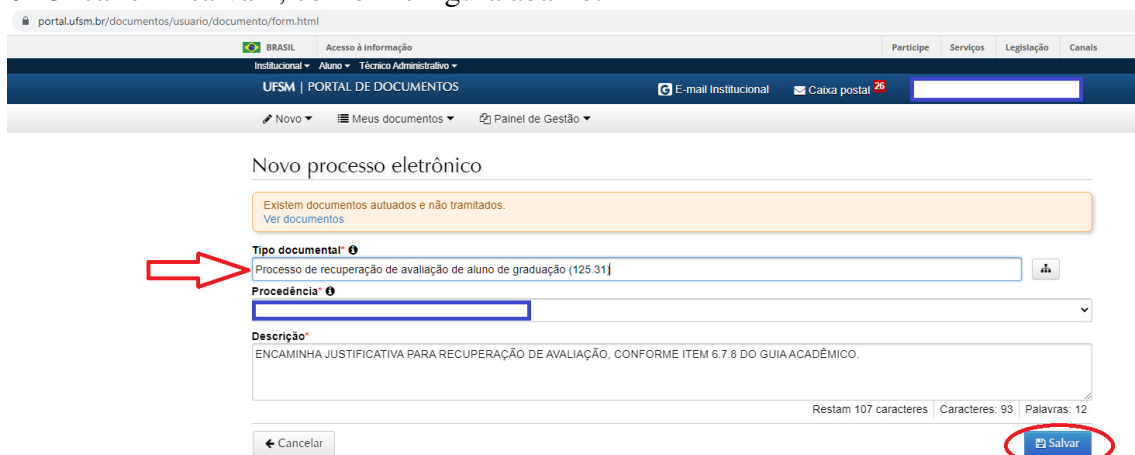 portal.ufsm.br/documentos/usuario/documento/form.html
BRASIL Acesso à informação Participe Serviços Legislação Canais
Institucional Aluno Técnico Administrativo
UFSM | PORTAL DE DOCUMENTOS E-mail Institucional Caixa postal 26
Novo Meus documentos Painel de Gestão
Novo processo eletrônico
Existem documentos autuados e não tramitados.
Ver documentos
Tipo documental*
Processo de recuperação de avaliação de aluno de graduação (125.31)
Procedência*
Descrição*
ENCAMINHA JUSTIFICATIVA PARA RECUPERAÇÃO DE AVALIAÇÃO, CONFORME ITEM 6.7.8 DO GUIA ACADÊMICO.
Restam 107 caracteres Caracteres: 93 Palavras: 12
Cancelar Salvar